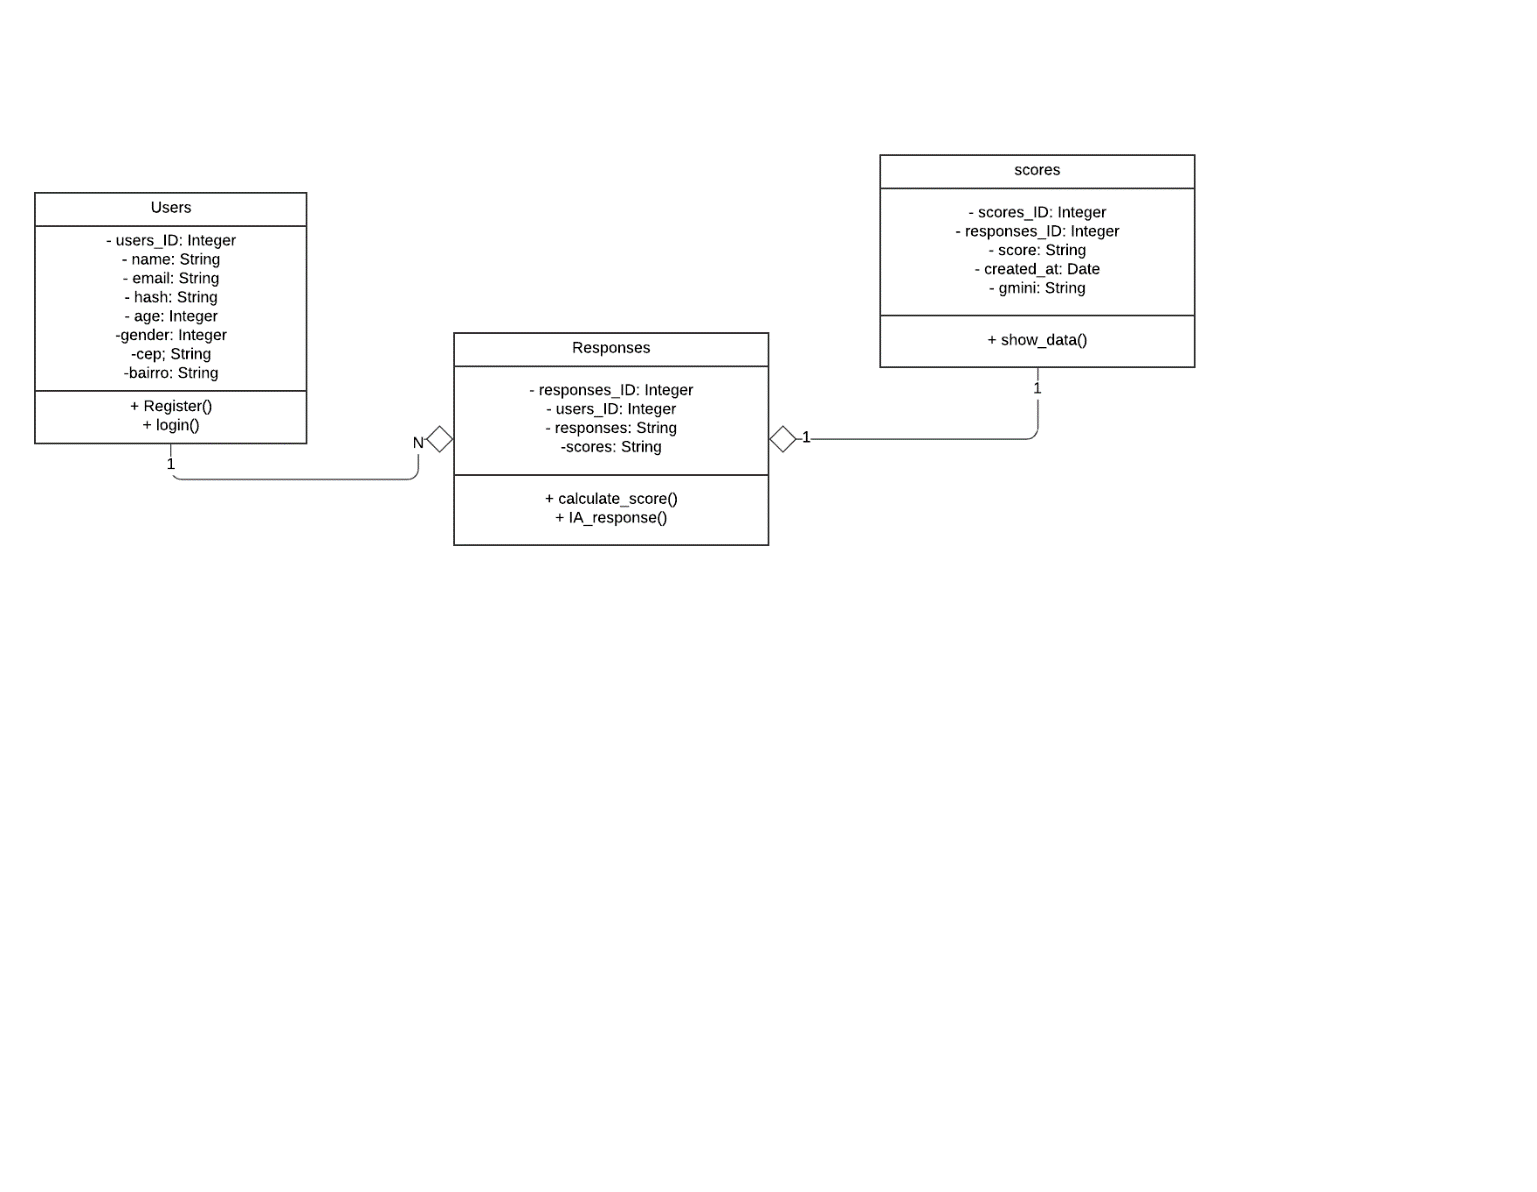 Users
- users_ID: Integer
- name: String
- email: String
- hash: String
- age: Integer
-gender: Integer
-cep; String
-bairro: String
+ Register()
+ login()
1
N
Responses
- responses_ID: Integer
- users_ID: Integer
- responses: String
-scores: String
+ calculate_score()
+ IA_response()
1
scores
- scores_ID: Integer
- responses_ID: Integer
- score: String
- created_at: Date
- gmini: String
+ show_data()
1